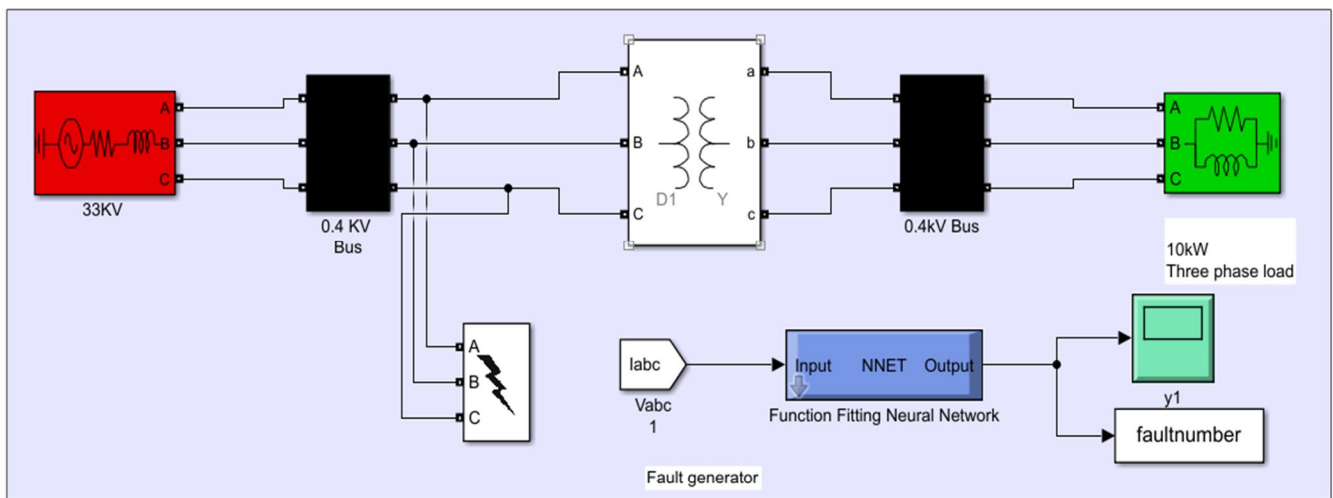 A
B
C
33KV
0.4 KV
Bus
A
B
C
D1
Y
a
b
c
0.4kV Bus
A
B
C
10kW
Three phase load
A
B
C
Iabc
Vabc
1
Input NNET Output
Function Fitting Neural Network
y1
faultnumber
Fault generator